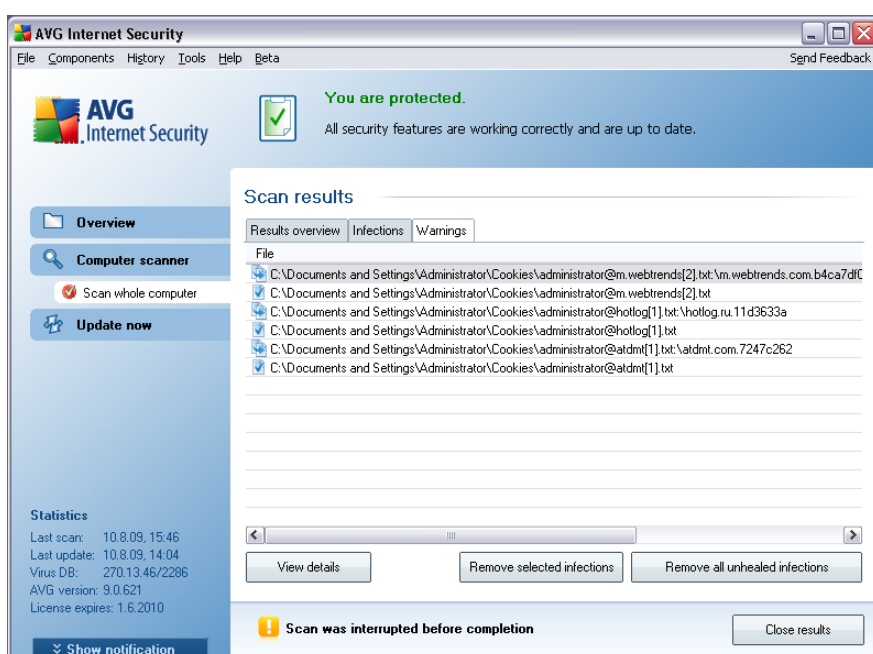 AVG Internet Security
File Components History Tools Help Beta
Send Feedback
AVG
Internet Security
You are protected.
All security features are working correctly and are up to date.
Overview
Computer scanner
Scan whole computer
Update now
Scan results
Results overview Infections Warnings
File
C:\Documents and Settings\Administrator\Cookies\administrator@m.webtrends[2].txt:\m.webtrends.com.b4ca7df0
C:\Documents and Settings\Administrator\Cookies\administrator@m.webtrends[2].txt
C:\Documents and Settings\Administrator\Cookies\administrator@hotlog[1].txt:\hotlog.ru.11d3633a
C:\Documents and Settings\Administrator\Cookies\administrator@hotlog[1].txt
C:\Documents and Settings\Administrator\Cookies\administrator@atdmt[1].txt:\atdmt.com.7247c262
C:\Documents and Settings\Administrator\Cookies\administrator@atdmt[1].txt
View details
Remove selected infections
Remove all unhealed infections
Statistics
Last scan: 10.8.09, 15:46
Last update: 10.8.09, 14:04
Virus DB: 270.13.46/2286
AVG version: 9.0.621
License expires: 1.6.2010
Show notification
Scan was interrupted before completion
Close results